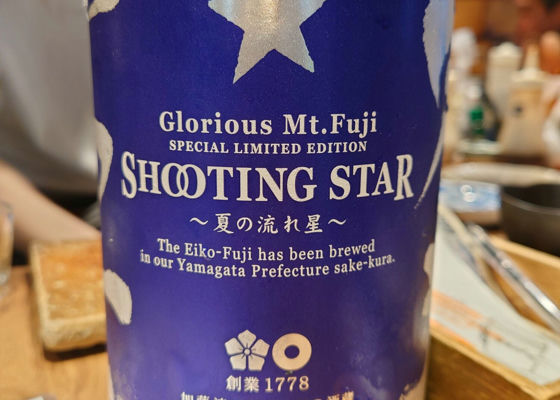 Glorious Mt.Fuji
SPECIAL LIMITED EDITION
SHOOTING STAR
～夏の流れ星～
The Eiko-Fuji has been brewed
in our Yamagata Prefecture sake-kura.
創業1778